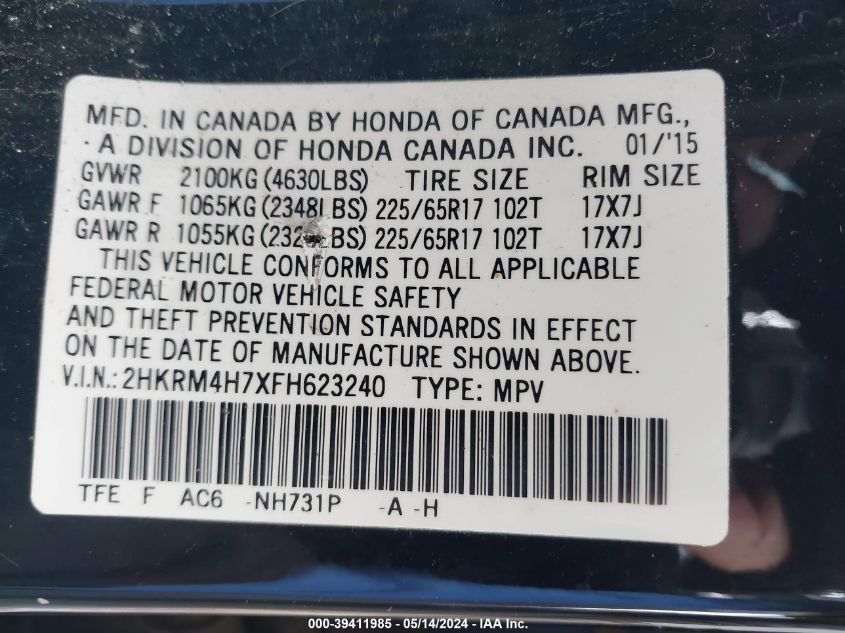 MFD. IN CANADA BY HONDA OF CANADA MFG.,
A DIVISION OF HONDA CANADA INC. 01/'15
GVWR 2100KG (4630LBS) TIRE SIZE RIM SIZE
GAWR F 1065KG (2348LBS) 225/65R17 102T 17X7J
GAWR R 1055KG 225/65R17 102T 17X7J
THIS VEHICLE CONFORMS TO ALL APPLICABLE
FEDERAL MOTOR VEHICLE SAFETY
AND THEFT PREVENTION STANDARDS IN EFFECT
ON THE DATE OF MANUFACTURE SHOWN ABOVE.
V.I.N.: 2HKRM4H7XFH623240 TYPE: MPV
TFE F AC6 -NH731P -A -H
000-39411985 - 05/14/2024 - IAA Inc.